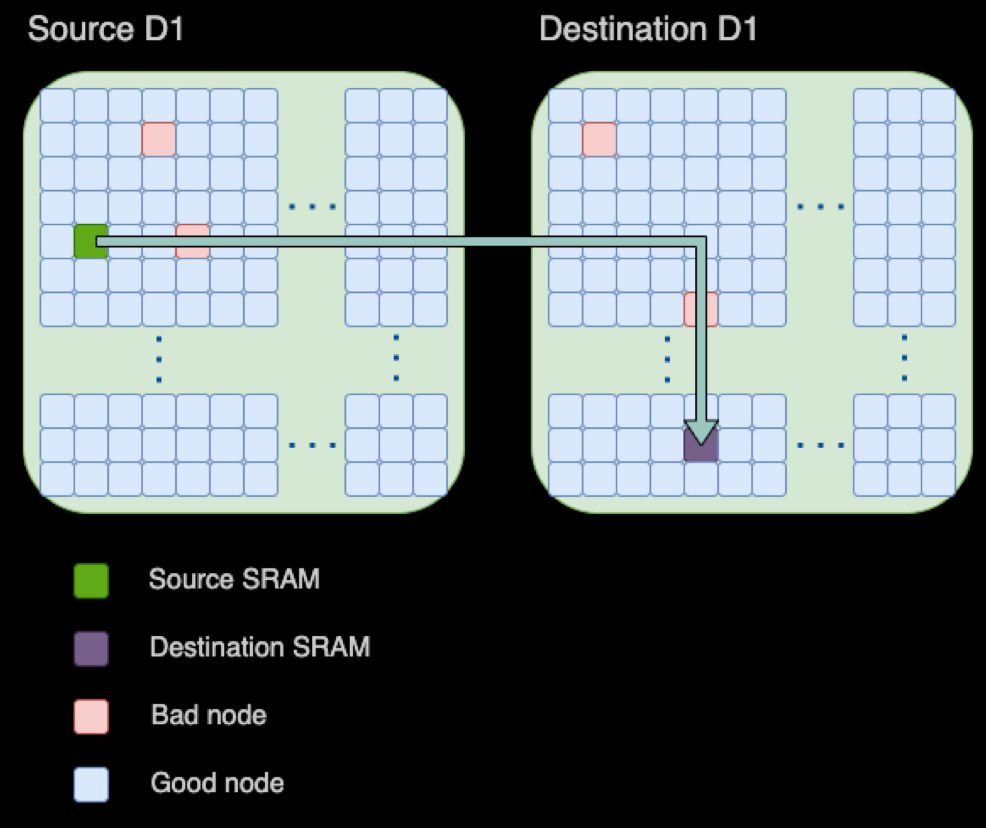 Source D1
Destination D1
Source SRAM
Destination SRAM
Bad node
Good node